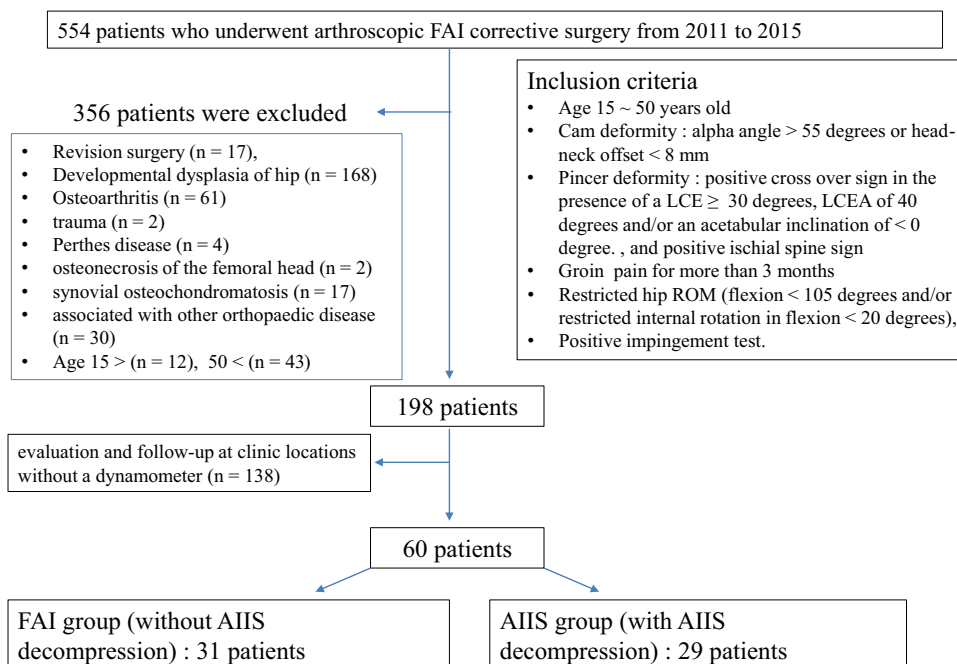 554 patients who underwent arthroscopic FAI corrective surgery from 2011 to 2015
356 patients were excluded
• Revision surgery (n = 17),
• Developmental dysplasia of hip (n = 168)
• Osteoarthritis (n = 61)
• trauma (n = 2)
• Perthes disease (n = 4)
• osteonecrosis of the femoral head (n = 2)
• synovial osteochondromatosis (n = 17)
• associated with other orthopaedic disease
(n = 30)
• Age 15 > (n = 12), 50 < (n = 43)
Inclusion criteria
• Age 15 ~ 50 years old
• Cam deformity : alpha angle > 55 degrees or head-
neck offset < 8 mm
• Pincer deformity : positive cross over sign in the
presence of a LCE ≥ 30 degrees, LCEA of 40
degrees and/or an acetabular inclination of < 0
degree. , and positive ischial spine sign
• Groin pain for more than 3 months
• Restricted hip ROM (flexion < 105 degrees and/or
restricted internal rotation in flexion < 20 degrees),
• Positive impingement test.
198 patients
evaluation and follow-up at clinic locations
without a dynamometer (n = 138)
60 patients
FAI group (without AIIS
decompression) : 31 patients
AIIS group (with AIIS
decompression) : 29 patients